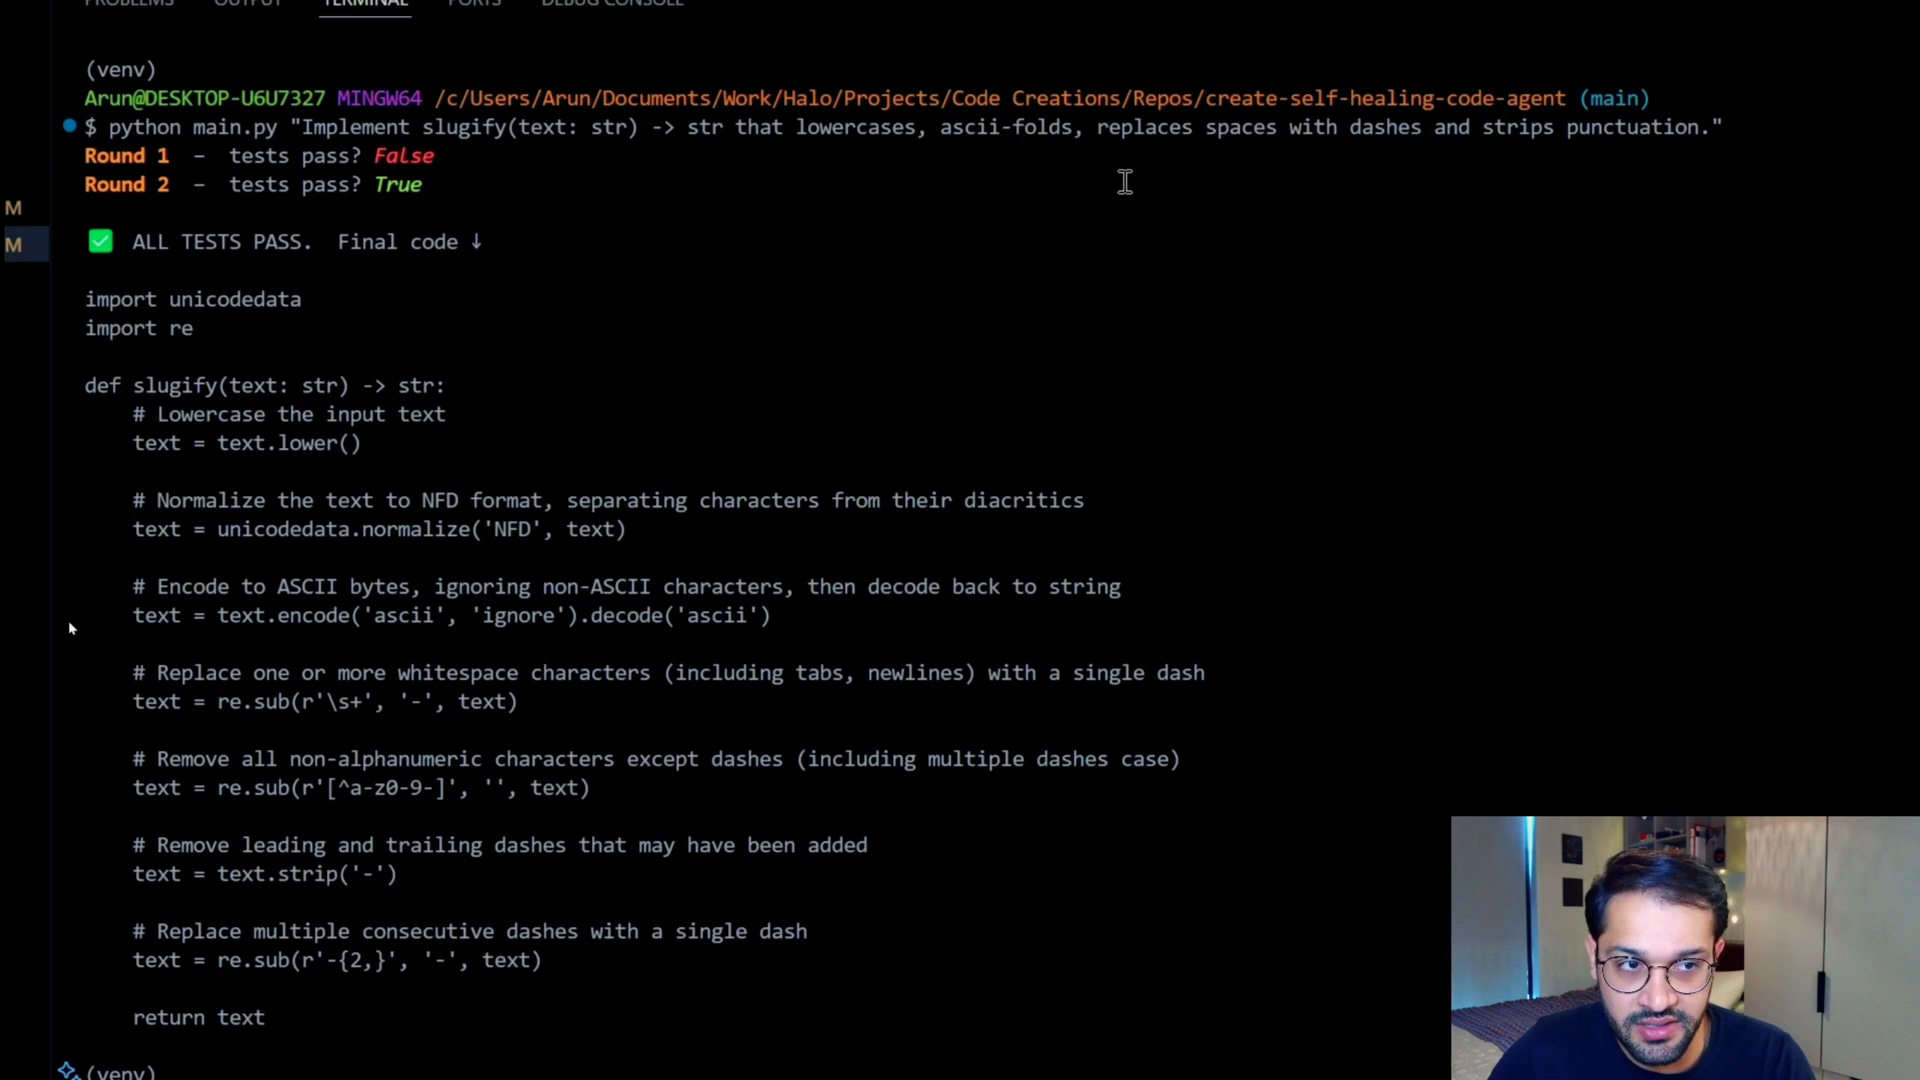 PROBLEMS OUTPUT TERMINAL PORTS DEBUG CONSOLE
(venv)
Arun@DESKTOP-U6U7327 MINGW64 /c/Users/Arun/Documents/Work/Halo/Projects/Code Creations/Repos/create-self-healing-code-agent (main)
$ python main.py "Implement slugify(text: str) -> str that lowercases, ascii-folds, replaces spaces with dashes and strips punctuation."
Round 1 – tests pass? False
Round 2 – tests pass? True
M
M
✅ ALL TESTS PASS. Final code ↓
import unicodedata
import re
def slugify(text: str) -> str:
# Lowercase the input text
text = text.lower()
# Normalize the text to NFD format, separating characters from their diacritics
text = unicodedata.normalize('NFD', text)
# Encode to ASCII bytes, ignoring non-ASCII characters, then decode back to string
text = text.encode('ascii', 'ignore').decode('ascii')
# Replace one or more whitespace characters (including tabs, newlines) with a single dash
text = re.sub(r'\s+', '-', text)
# Remove all non-alphanumeric characters except dashes (including multiple dashes case)
text = re.sub(r'[^a-z0-9-]', '', text)
# Remove leading and trailing dashes that may have been added
text = text.strip('-')
# Replace multiple consecutive dashes with a single dash
text = re.sub(r'-{2,}', '-', text)
return text
(venv)